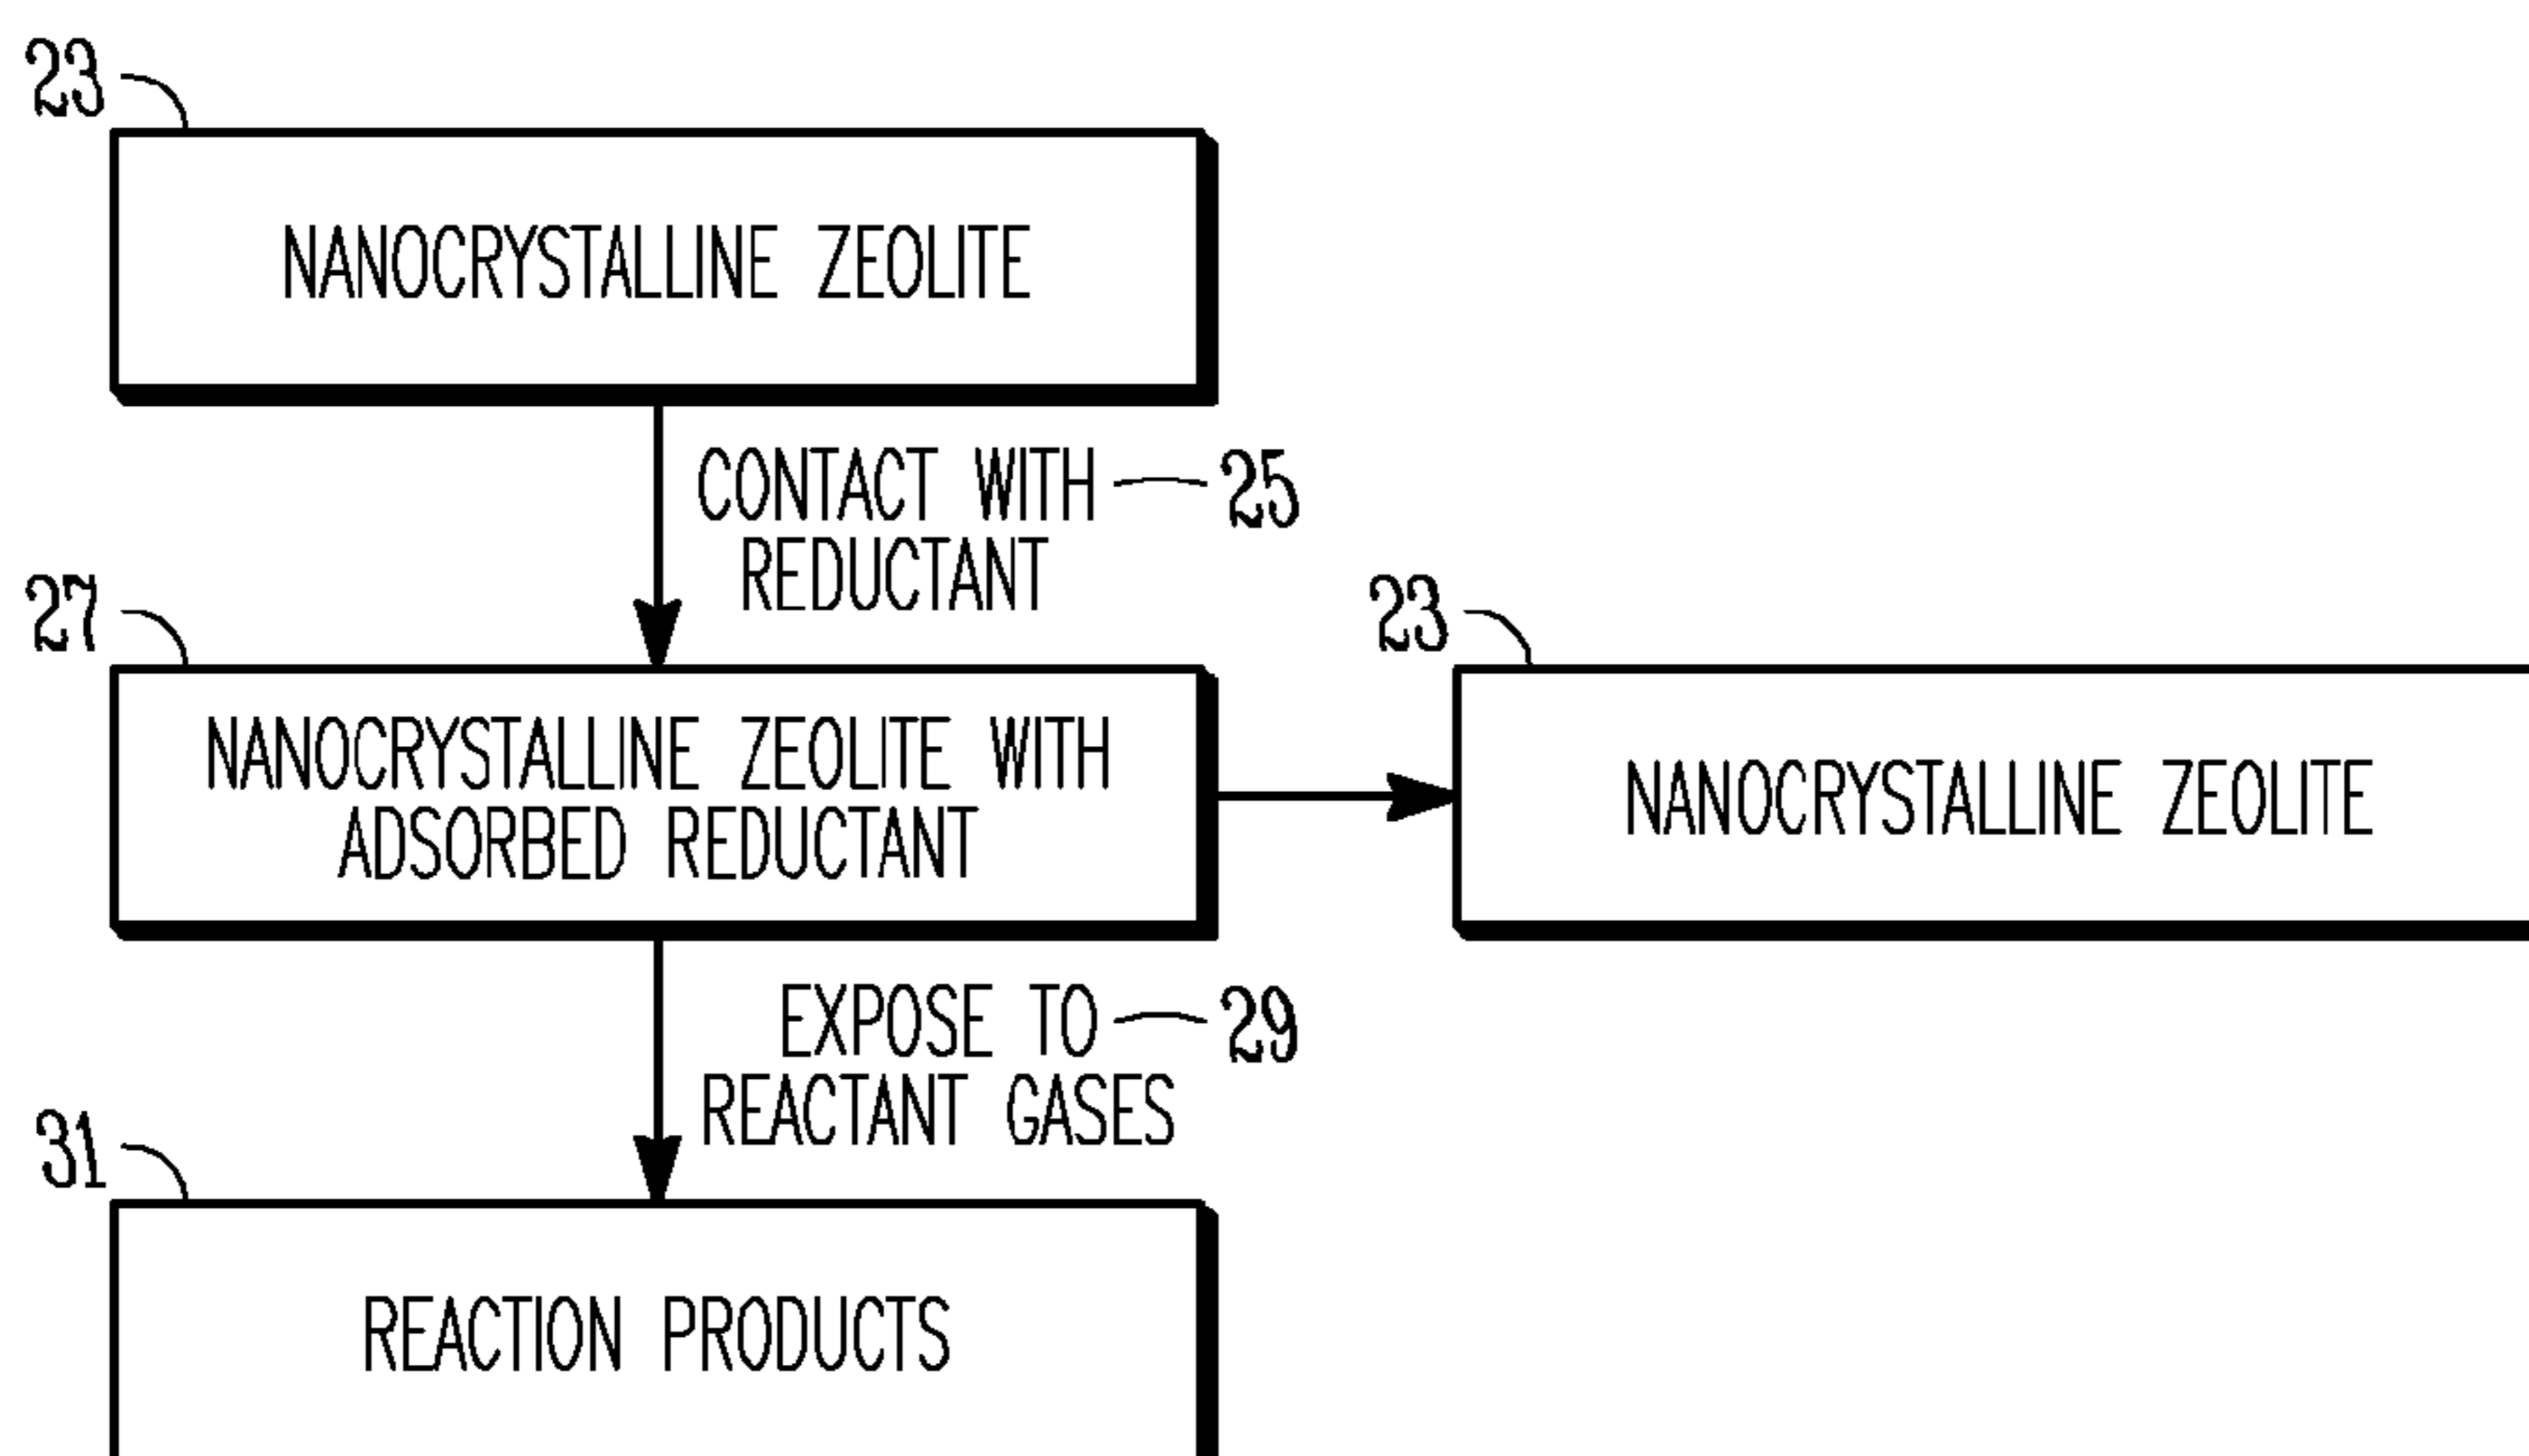 23
NANOCRYSTALLINE ZEOLITE
CONTACT WITH 25
REDUCTANT
27
NANOCRYSTALLINE ZEOLITE WITH
ADSORBED REDUCTANT
23
NANOCRYSTALLINE ZEOLITE
EXPOSE TO 29
REACTANT GASES
31
REACTION PRODUCTS